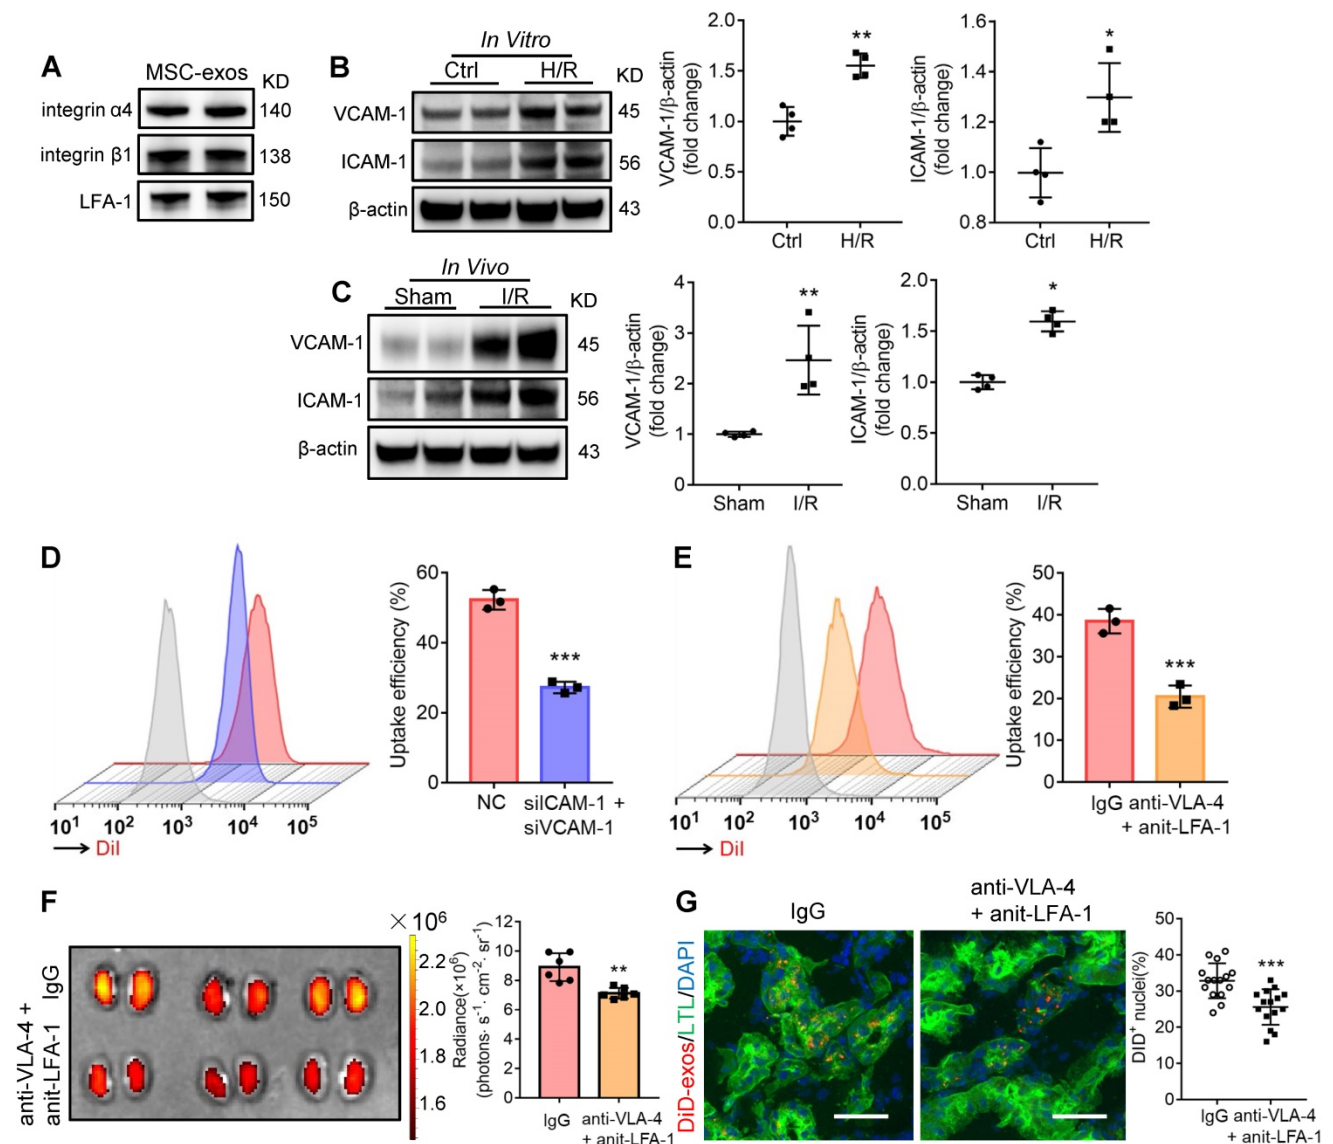 A
MSC-exos KD
integrin α4 140
integrin β1 138
LFA-1 150
B
In Vitro
Ctrl H/R KD
VCAM-1 45
ICAM-1 56
β-actin 43
VCAM-1/β-actin
(fold change)
2.0
1.5
1.0
0.5
0.0
**
Ctrl H/R
ICAM-1/β-actin
(fold change)
1.6
1.4
1.2
1.0
0.8
*
Ctrl H/R
C
In Vivo
Sham I/R KD
VCAM-1 45
ICAM-1 56
β-actin 43
VCAM-1/β-actin
(fold change)
4
3
2
1
0
**
Sham I/R
ICAM-1/β-actin
(fold change)
2.0
1.5
1.0
0.5
0.0
*
Sham I/R
D
10¹ 10² 10³ 10⁴ 10⁵
→ DiI
Uptake efficiency (%)
60
40
20
0
***
NC siICAM-1 +
siVCAM-1
E
10¹ 10² 10³ 10⁴ 10⁵
→ DiI
Uptake efficiency (%)
50
40
30
20
10
0
***
IgG anti-VLA-4
+ anit-LFA-1
F
IgG
anti-VLA-4 +
anit-LFA-1
×10⁶
2.2
2.0
1.8
1.6
Radiance(×10⁶)
(photons s⁻¹. cm⁻². sr⁻¹)
12
10
8
6
4
2
0
**
IgG anti-VLA-4
+ anit-LFA-1
G
IgG
anti-VLA-4
+ anit-LFA-1
DiD-exos/LTL/DAPI
DID⁺ nuclei(%)
50
40
30
20
10
0
***
IgG anti-VLA-4
+ anit-LFA-1